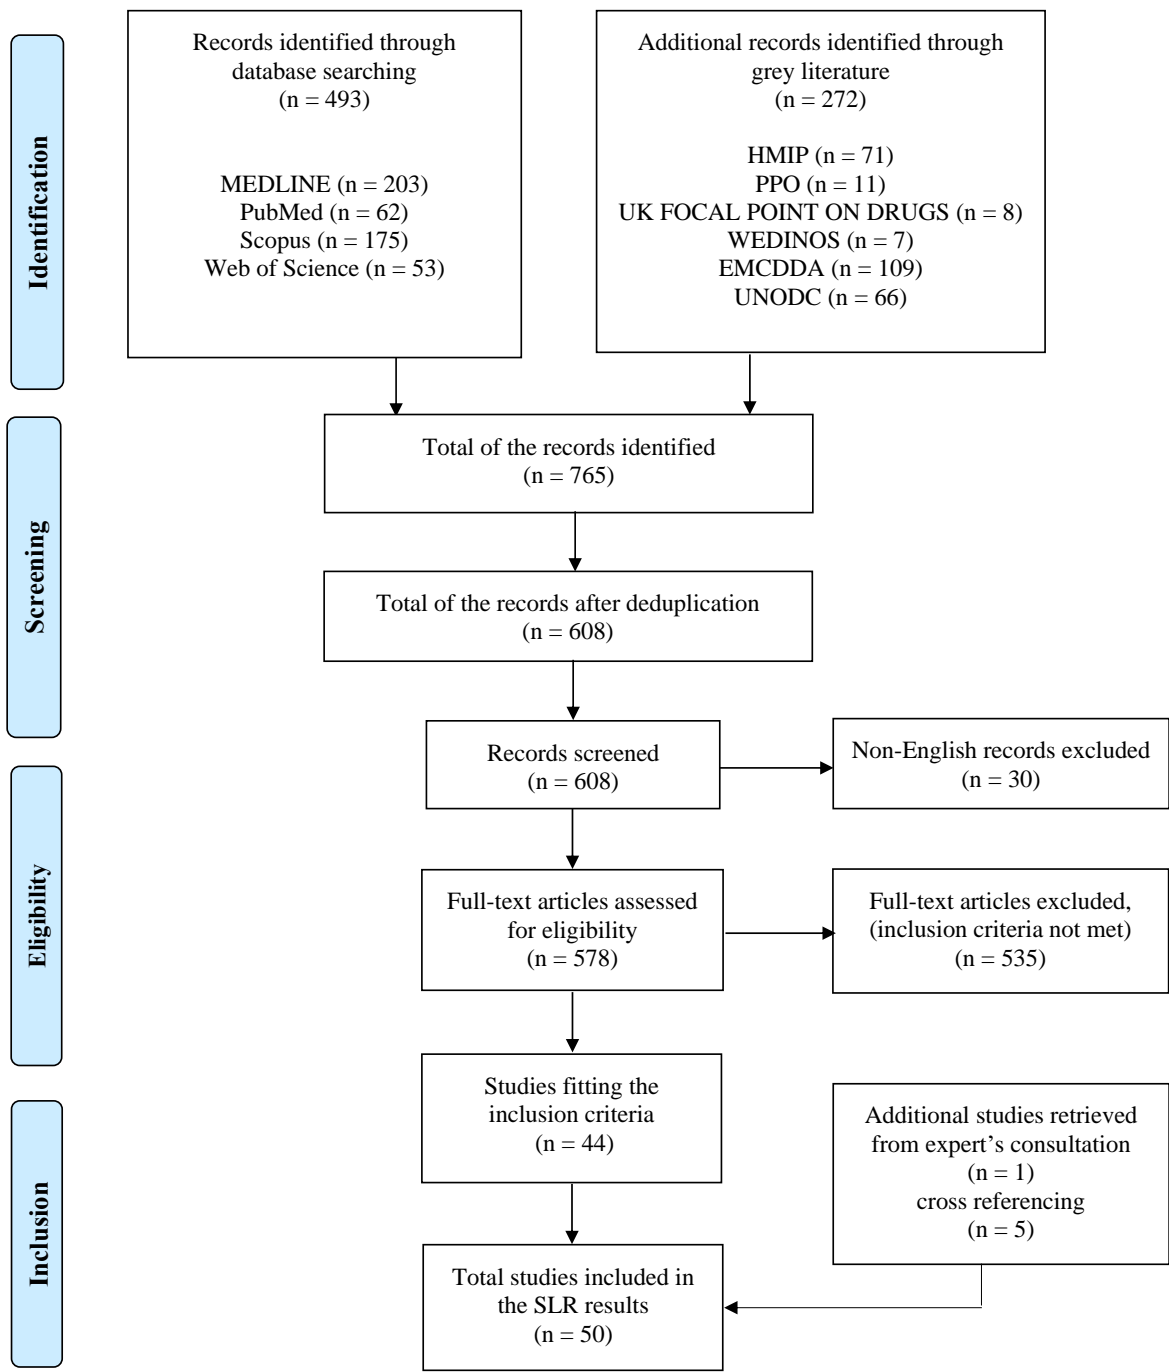 Identification
Records identified through
database searching
(n = 493)
MEDLINE (n = 203)
PubMed (n = 62)
Scopus (n = 175)
Web of Science (n = 53)
Additional records identified through
grey literature
(n = 272)
HMIP (n = 71)
PPO (n = 11)
UK FOCAL POINT ON DRUGS (n = 8)
WEDINOS (n = 7)
EMCDDA (n = 109)
UNODC (n = 66)
Screening
Total of the records identified
(n = 765)
Total of the records after deduplication
(n = 608)
Records screened
(n = 608)
Non-English records excluded
(n = 30)
Eligibility
Full-text articles assessed
for eligibility
(n = 578)
Full-text articles excluded,
(inclusion criteria not met)
(n = 535)
Studies fitting the
inclusion criteria
(n = 44)
Inclusion
Additional studies retrieved
from expert’s consultation
(n = 1)
cross referencing
(n = 5)
Total studies included in
the SLR results
(n = 50)